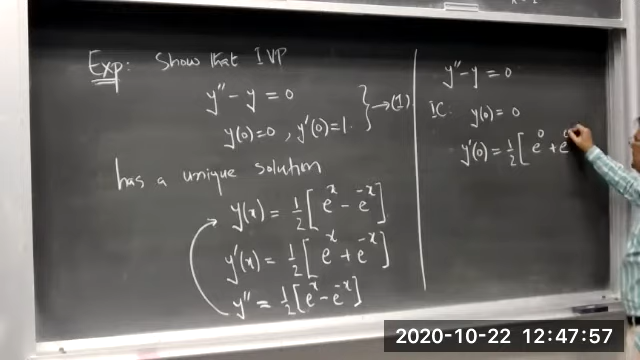 Exp: Show that IVP
y'' - y = 0
y(0) = 0, y'(0) = 1. } → (1)
has a unique solution
y(x) = 1/2 [e^x - e^-x]
y'(x) = 1/2 [e^x + e^-x]
y'' = 1/2 [e^x - e^-x]
y'' - y = 0
IC: y(0) = 0
y'(0) = 1/2 [e^0 + e^0
2020-10-22 12:47:57